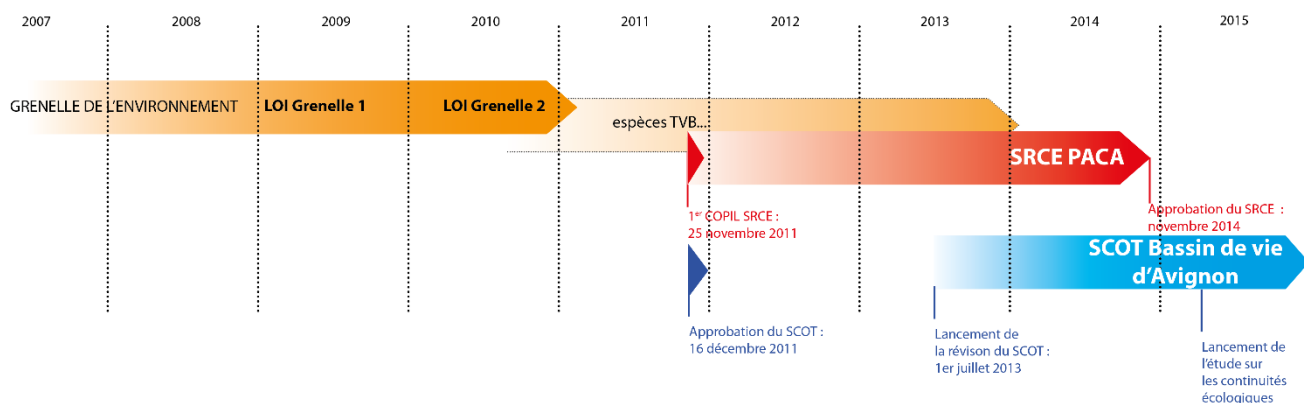 2007 2008 2009 2010 2011 2012 2013 2014 2015
GRENELLE DE L'ENVIRONNEMENT LOI Grenelle 1 LOI Grenelle 2
espèces TVB...
SRCE PACA
1er COPIL SRCE :
25 novembre 2011
Approbation du SRCE :
novembre 2014
SCOT Bassin de vie
d'Avignon
Approbation du SCOT :
16 décembre 2011
Lancement de
la révison du SCOT :
1er juillet 2013
Lancement de
l'étude sur
les continuités
écologiques